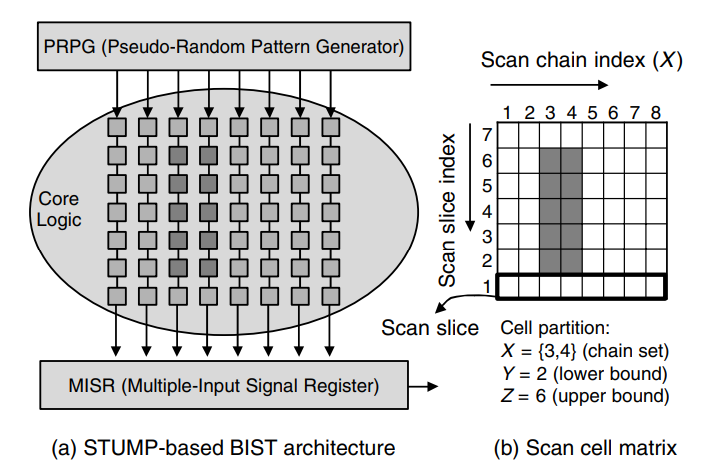 PRPG (Pseudo-Random Pattern Generator)
Core
Logic
MISR (Multiple-Input Signal Register)
(a) STUMP-based BIST architecture
Scan chain index (X)
1 2 3 4 5 6 7 8
Scan slice index
7
6
5
4
3
2
1
Scan slice
Cell partition:
X = {3,4} (chain set)
Y = 2 (lower bound)
Z = 6 (upper bound)
(b) Scan cell matrix